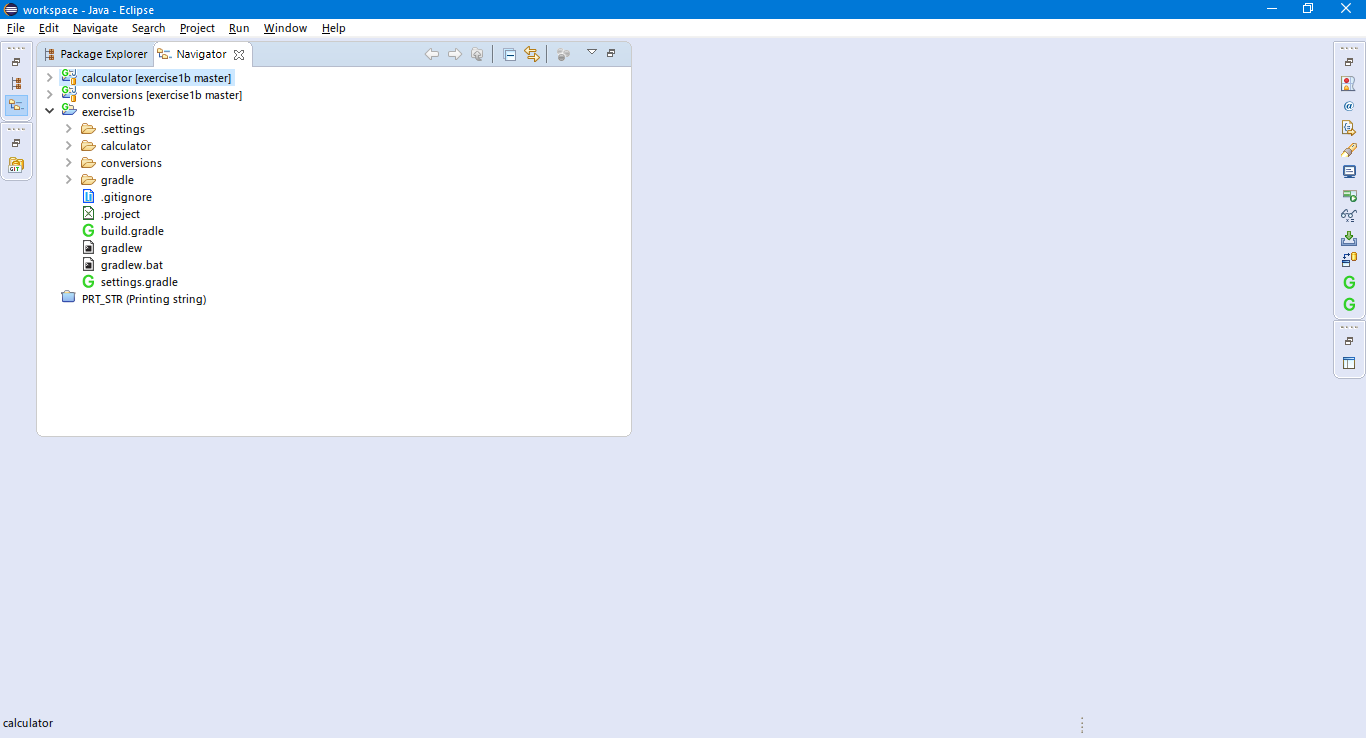 workspace - Java - Eclipse
File Edit Navigate Search Project Run Window Help
Package Explorer Navigator
calculator [exercise1b master]
conversions [exercise1b master]
exercise1b
.settings
calculator
conversions
gradle
.gitignore
.project
build.gradle
gradlew
gradlew.bat
settings.gradle
PRT_STR (Printing string)
calculator